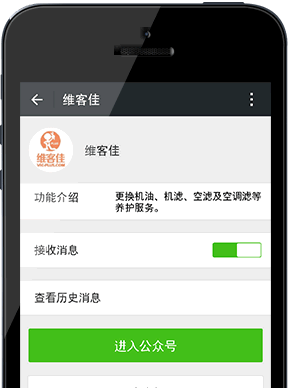 维客佳
维客佳
维客佳
功能介绍
更换机油、机滤、空滤及空调滤等
养护服务。
接收消息
查看历史消息
进入公众号